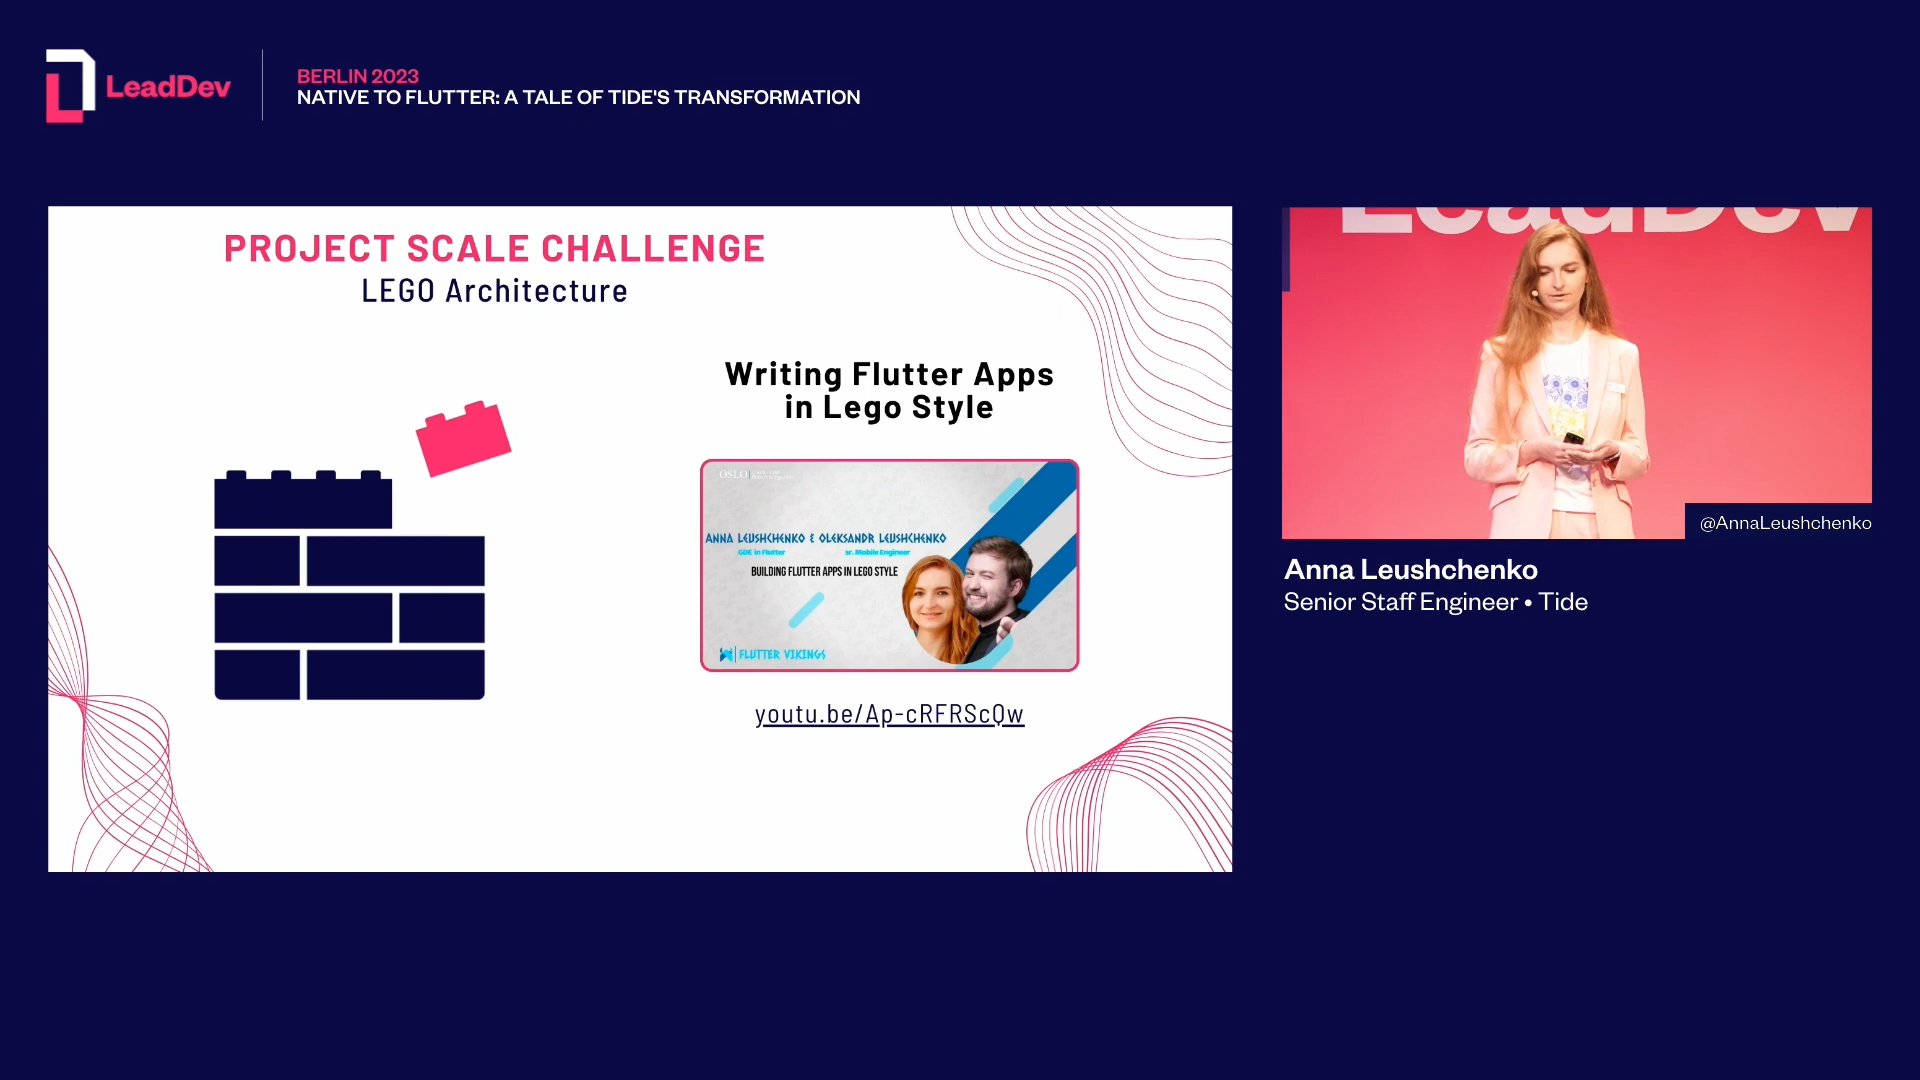 LeadDev
BERLIN 2023
NATIVE TO FLUTTER: A TALE OF TIDE'S TRANSFORMATION
PROJECT SCALE CHALLENGE
LEGO Architecture
Writing Flutter Apps
in Lego Style
OSLO
ANNA LEUSHCHENKO & OLEKSANDR LEUSHCHENKO
GDE in Flutter
sr. Mobile Engineer
BUILDING FLUTTER APPS IN LEGO STYLE
FLUTTER VIKINGS
youtu.be/Ap-cRFRScQw
LeadDev
@AnnaLeushchenko
Anna Leushchenko
Senior Staff Engineer • Tide